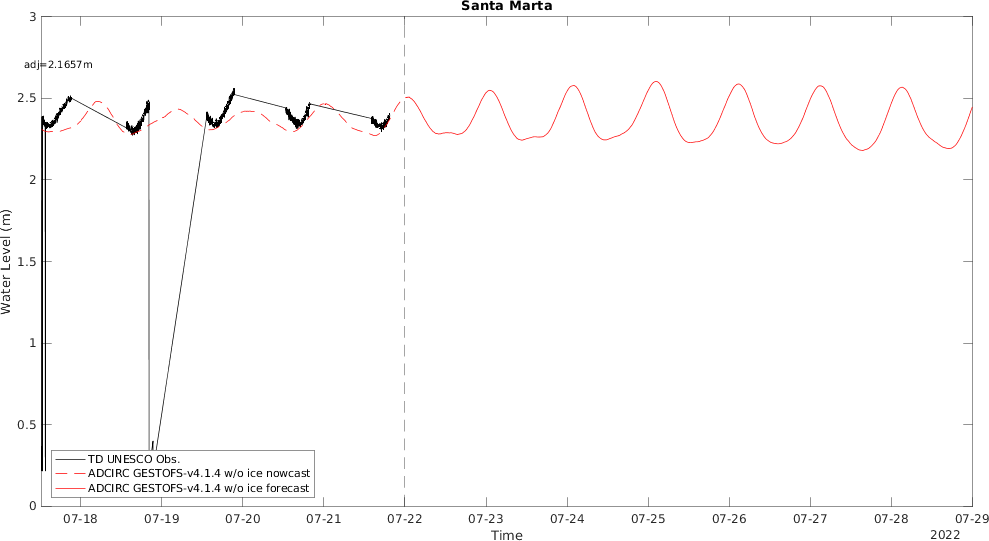 Santa Marta
3
adj=2.1657m
2.5
2
1.5
1
0.5
0
Water Level (m)
TD UNESCO Obs.
ADCIRC GESTOFS-v4.1.4 w/o ice nowcast
ADCIRC GESTOFS-v4.1.4 w/o ice forecast
07-18 07-19 07-20 07-21 07-22 07-23 07-24 07-25 07-26 07-27 07-28 07-29
Time
2022